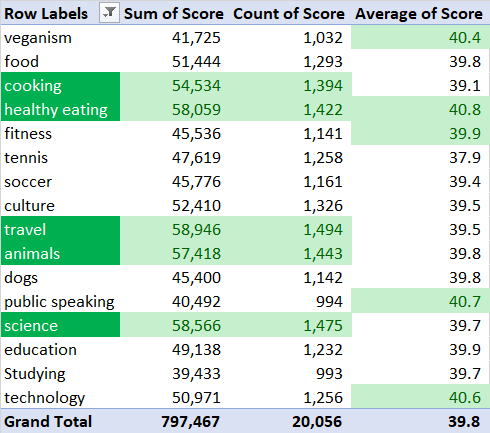 Row Labels Sum of Score Count of Score Average of Score
veganism 41,725 1,032 40.4
food 51,444 1,293 39.8
cooking 54,534 1,394 39.1
healthy eating 58,059 1,422 40.8
fitness 45,536 1,141 39.9
tennis 47,619 1,258 37.9
soccer 45,776 1,161 39.4
culture 52,410 1,326 39.5
travel 58,946 1,494 39.5
animals 57,418 1,443 39.8
dogs 45,400 1,142 39.8
public speaking 40,492 994 40.7
science 58,566 1,475 39.7
education 49,138 1,232 39.9
Studying 39,433 993 39.7
technology 50,971 1,256 40.6
Grand Total 797,467 20,056 39.8